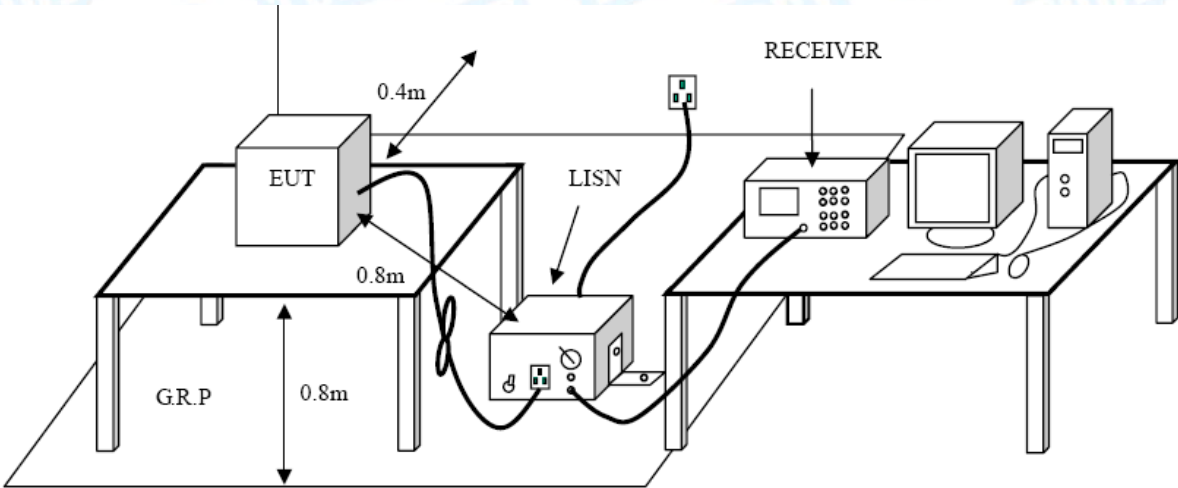 RECEIVER
0.4m
EUT
LISN
0.8m
G.R.P
0.8m